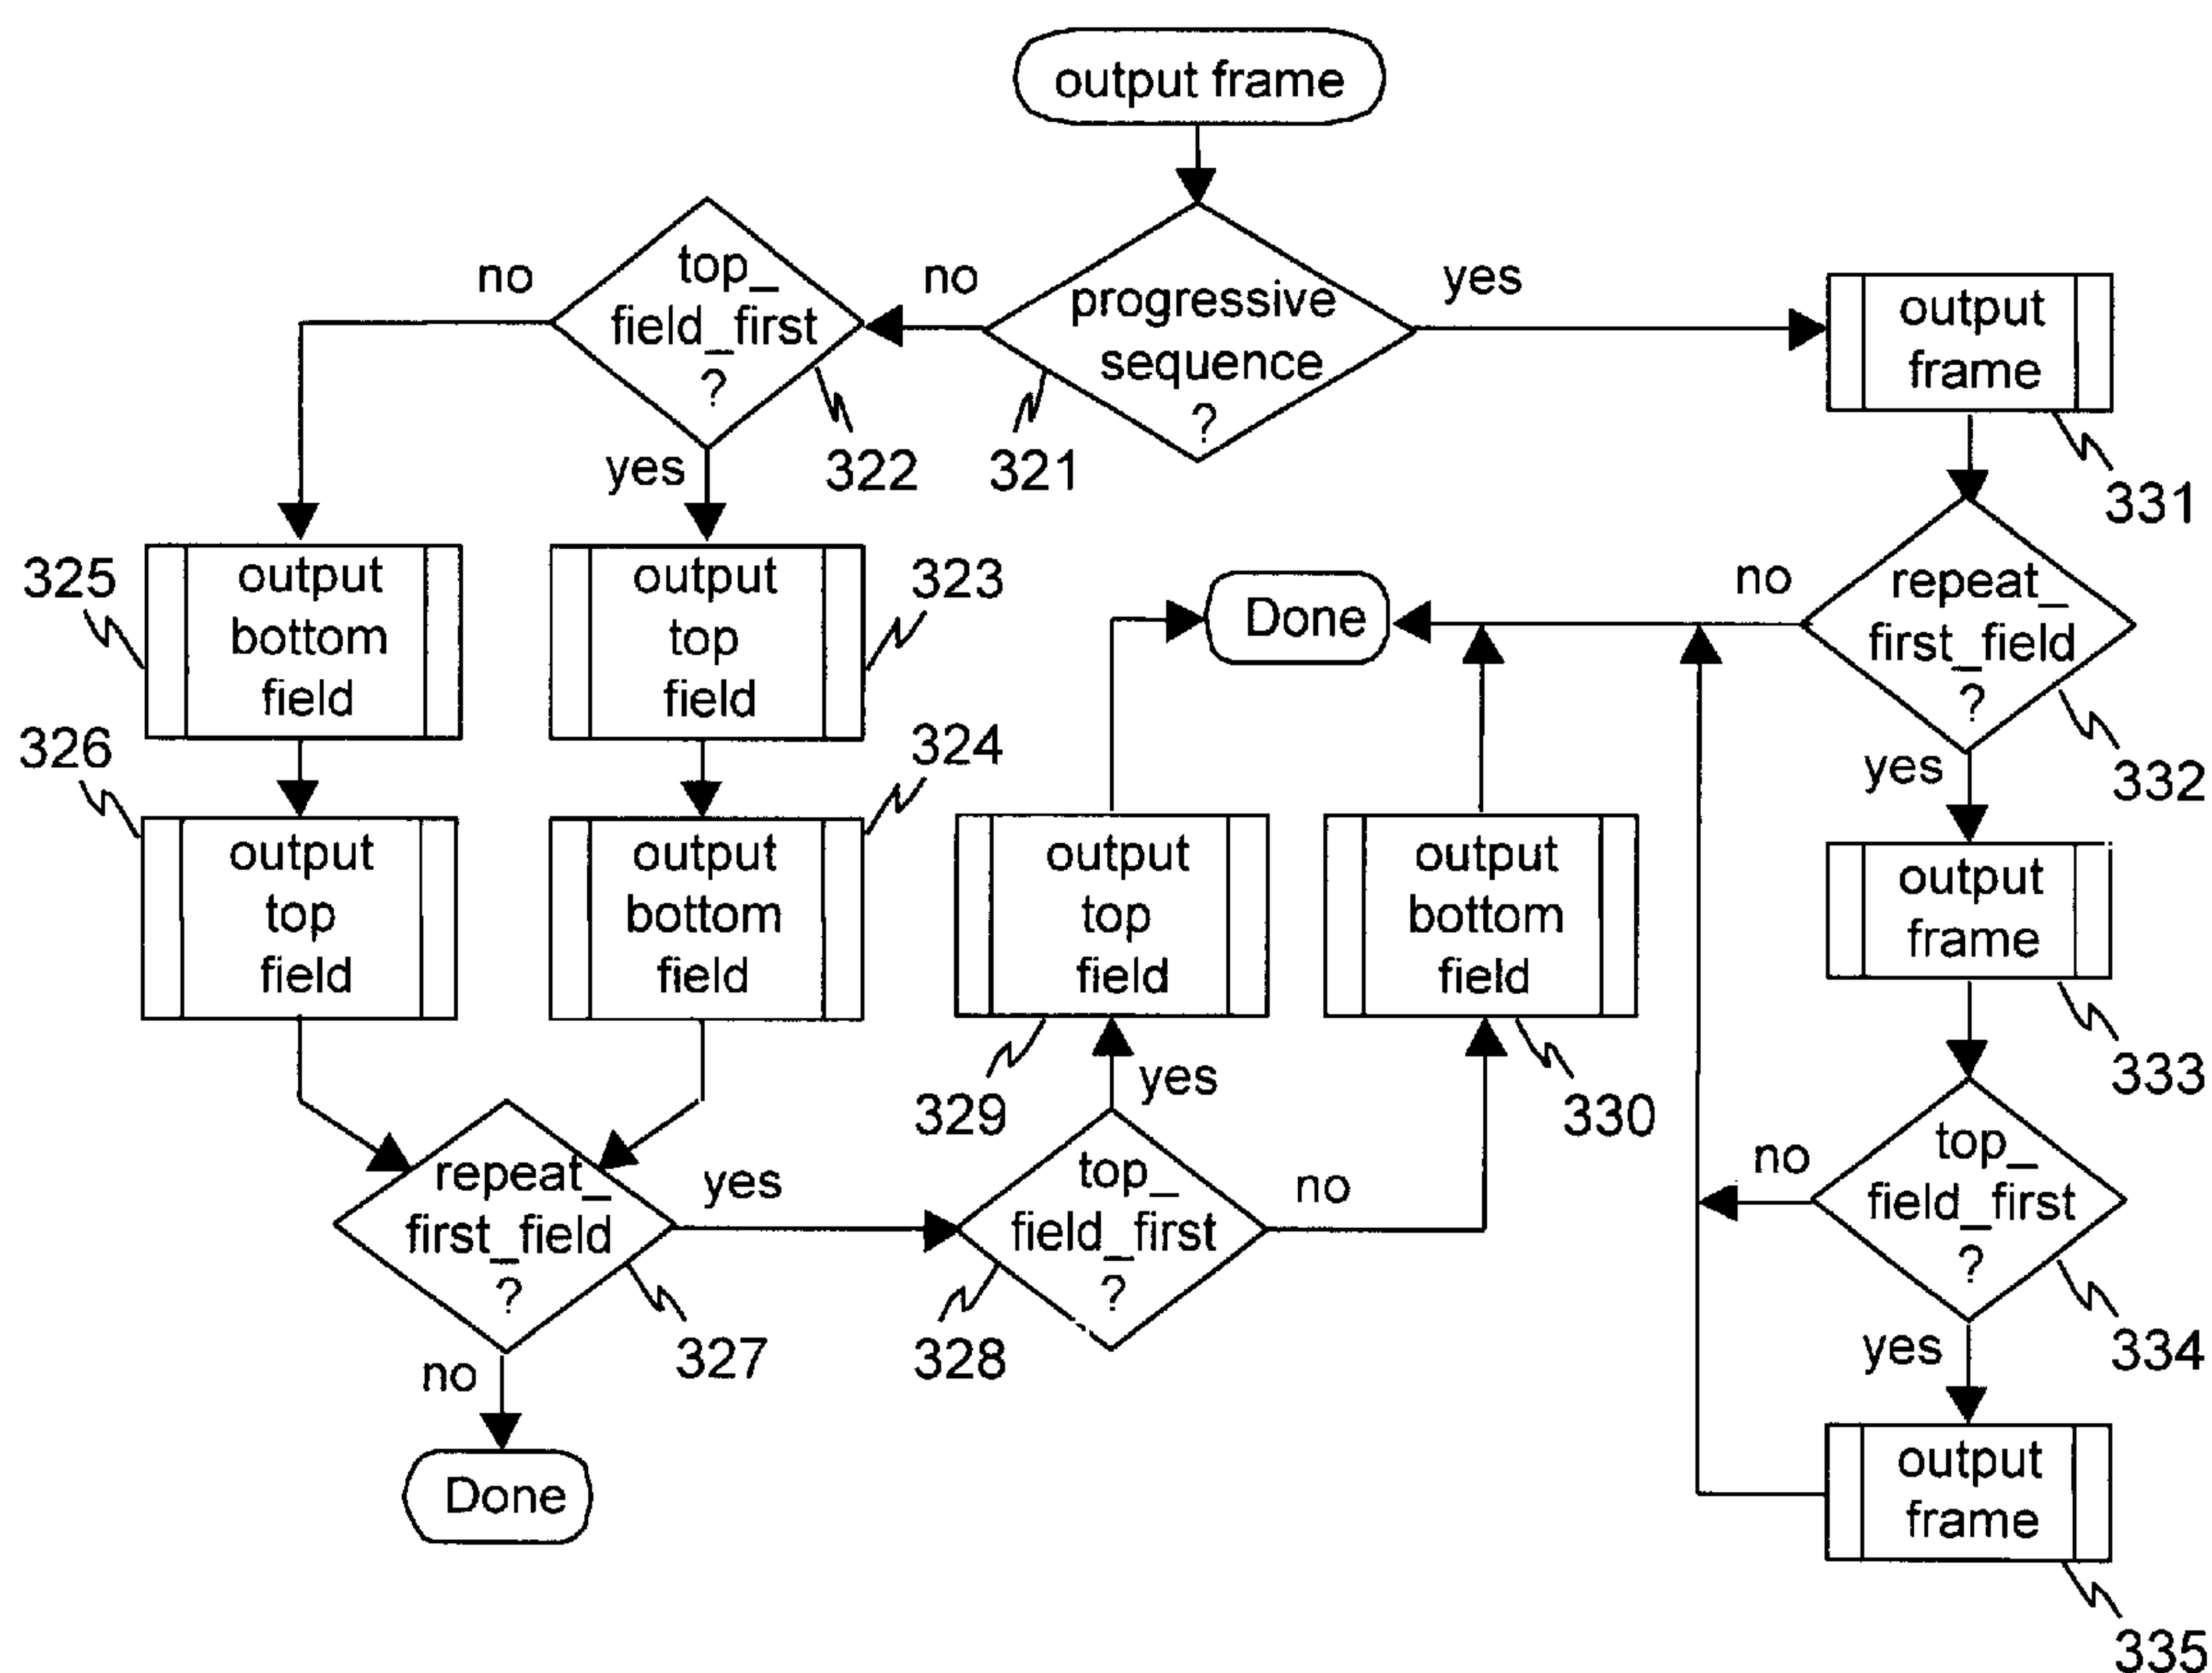 output frame
progressive
sequence
?
321
no
yes
top_
field_first
?
322
no
yes
output
bottom
field
325
output
top
field
323
output
top
field
326
output
bottom
field
324
repeat_
first_field
?
327
no
Done
yes
top_
field_first
?
328
yes
output
top
field
329
no
output
bottom
field
330
Done
output
frame
331
repeat_
first_field
?
332
no
yes
output
frame
333
top_
field_first
?
334
no
yes
output
frame
335